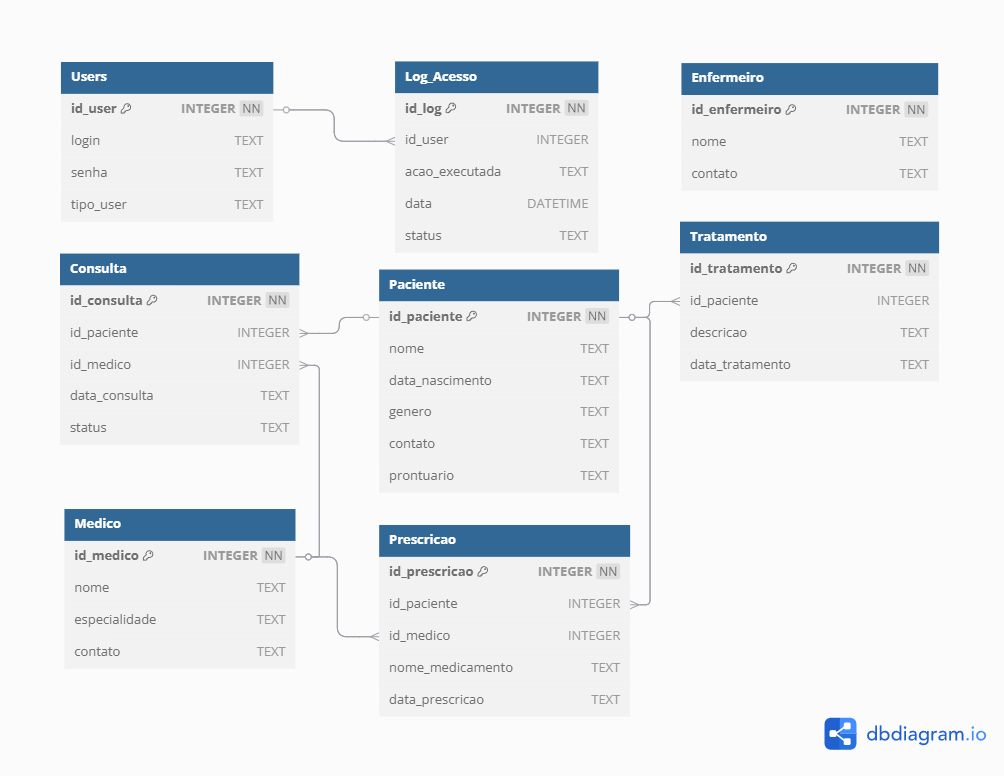 Users
id_user INTEGER NN
login TEXT
senha TEXT
tipo_user TEXT
Log_Acesso
id_log INTEGER NN
id_user INTEGER
acao_executada TEXT
data DATETIME
status TEXT
Enfermeiro
id_enfermeiro INTEGER NN
nome TEXT
contato TEXT
Consulta
id_consulta INTEGER NN
id_paciente INTEGER
id_medico INTEGER
data_consulta TEXT
status TEXT
Paciente
id_paciente INTEGER NN
nome TEXT
data_nascimento TEXT
genero TEXT
contato TEXT
prontuario TEXT
Tratamento
id_tratamento INTEGER NN
id_paciente INTEGER
descricao TEXT
data_tratamento TEXT
Medico
id_medico INTEGER NN
nome TEXT
especialidade TEXT
contato TEXT
Prescricao
id_prescricao INTEGER NN
id_paciente INTEGER
id_medico INTEGER
nome_medicamento TEXT
data_prescricao TEXT
dbdiagram.io